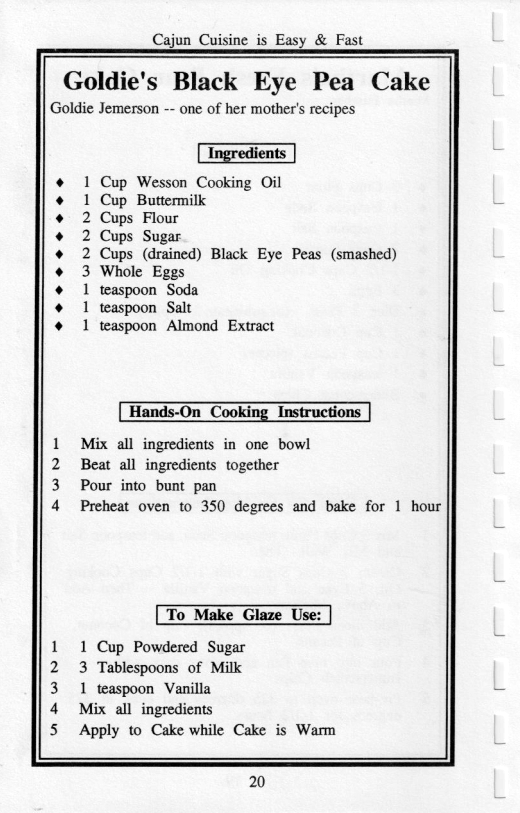 Cajun Cuisine is Easy & Fast
Goldie's Black Eye Pea Cake
Goldie Jemerson -- one of her mother's recipes
Ingredients
♦ 1 Cup Wesson Cooking Oil
♦ 1 Cup Buttermilk
♦ 2 Cups Flour
♦ 2 Cups Sugar
♦ 2 Cups (drained) Black Eye Peas (smashed)
♦ 3 Whole Eggs
♦ 1 teaspoon Soda
♦ 1 teaspoon Salt
♦ 1 teaspoon Almond Extract
Hands-On Cooking Instructions
1 Mix all ingredients in one bowl
2 Beat all ingredients together
3 Pour into bunt pan
4 Preheat oven to 350 degrees and bake for 1 hour
To Make Glaze Use:
1 1 Cup Powdered Sugar
2 3 Tablespoons of Milk
3 1 teaspoon Vanilla
4 Mix all ingredients
5 Apply to Cake while Cake is Warm
20